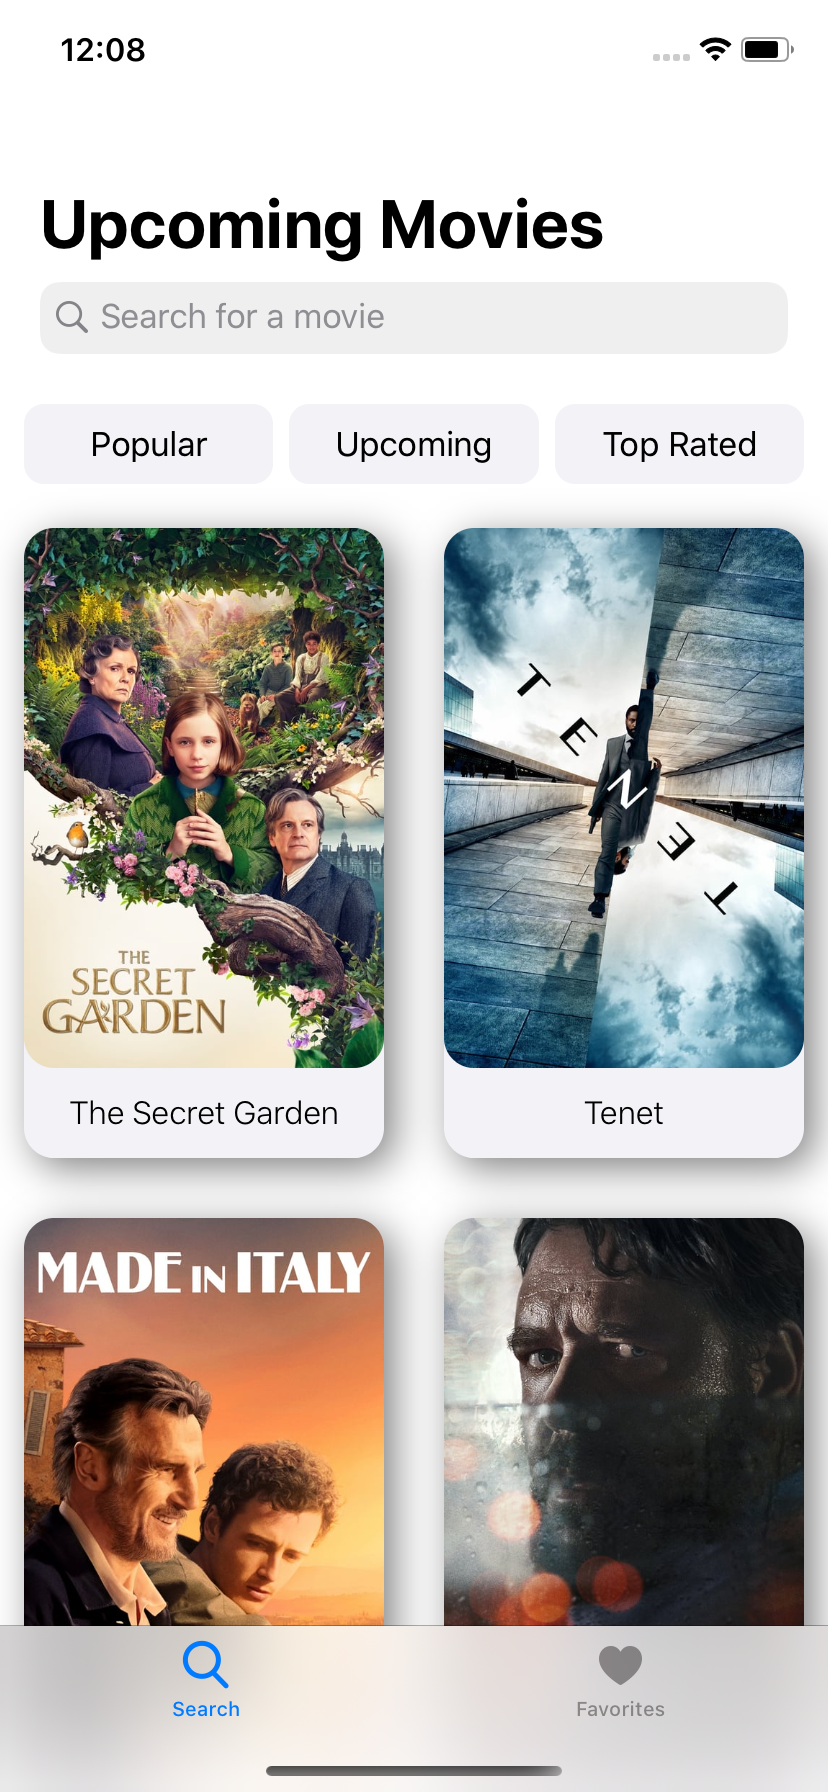 12:08
Upcoming Movies
Search for a movie
Popular
Upcoming
Top Rated
THE
SECRET
GARDEN
TENET
The Secret Garden
Tenet
MADE IN ITALY
Search
Favorites